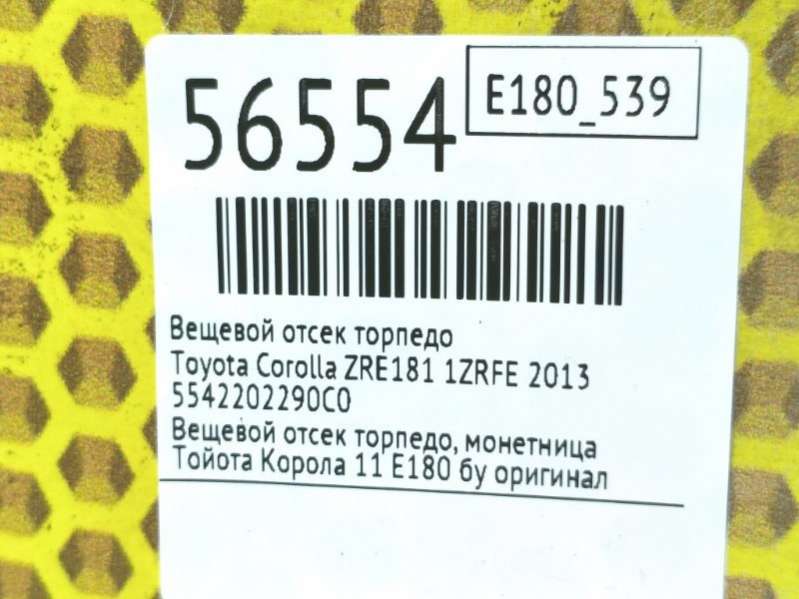 56554
E180_539
Вещевой отсек торпедо
Toyota Corolla ZRE181 1ZRFE 2013
5542202290C0
Вещевой отсек торпедо, монетница
Тойота Корола 11 E180 бу оригинал